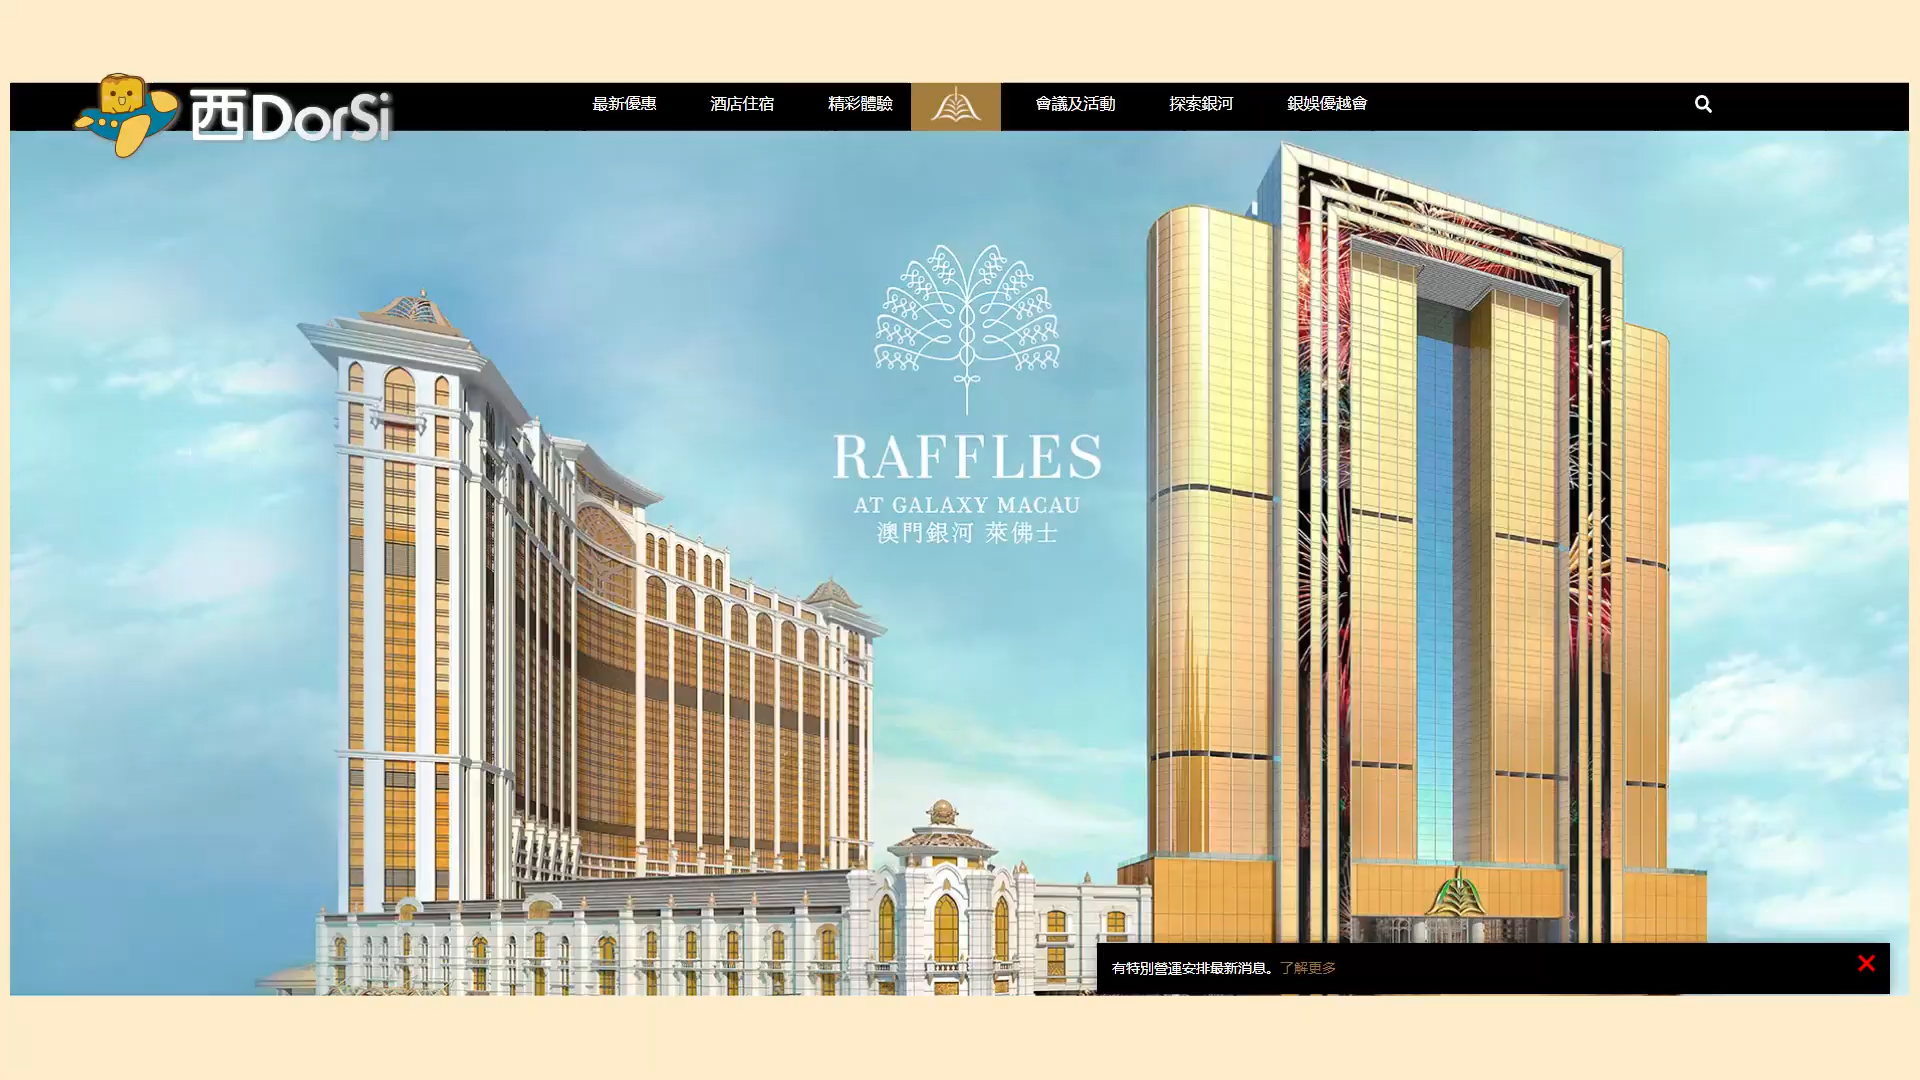 西DorSi
最新優惠
酒店住宿
精彩體驗
會議及活動
探索銀河
銀娛優越會
RAFFLES
AT GALAXY MACAU
澳門銀河 萊佛士
有特別營運安排最新消息。了解更多